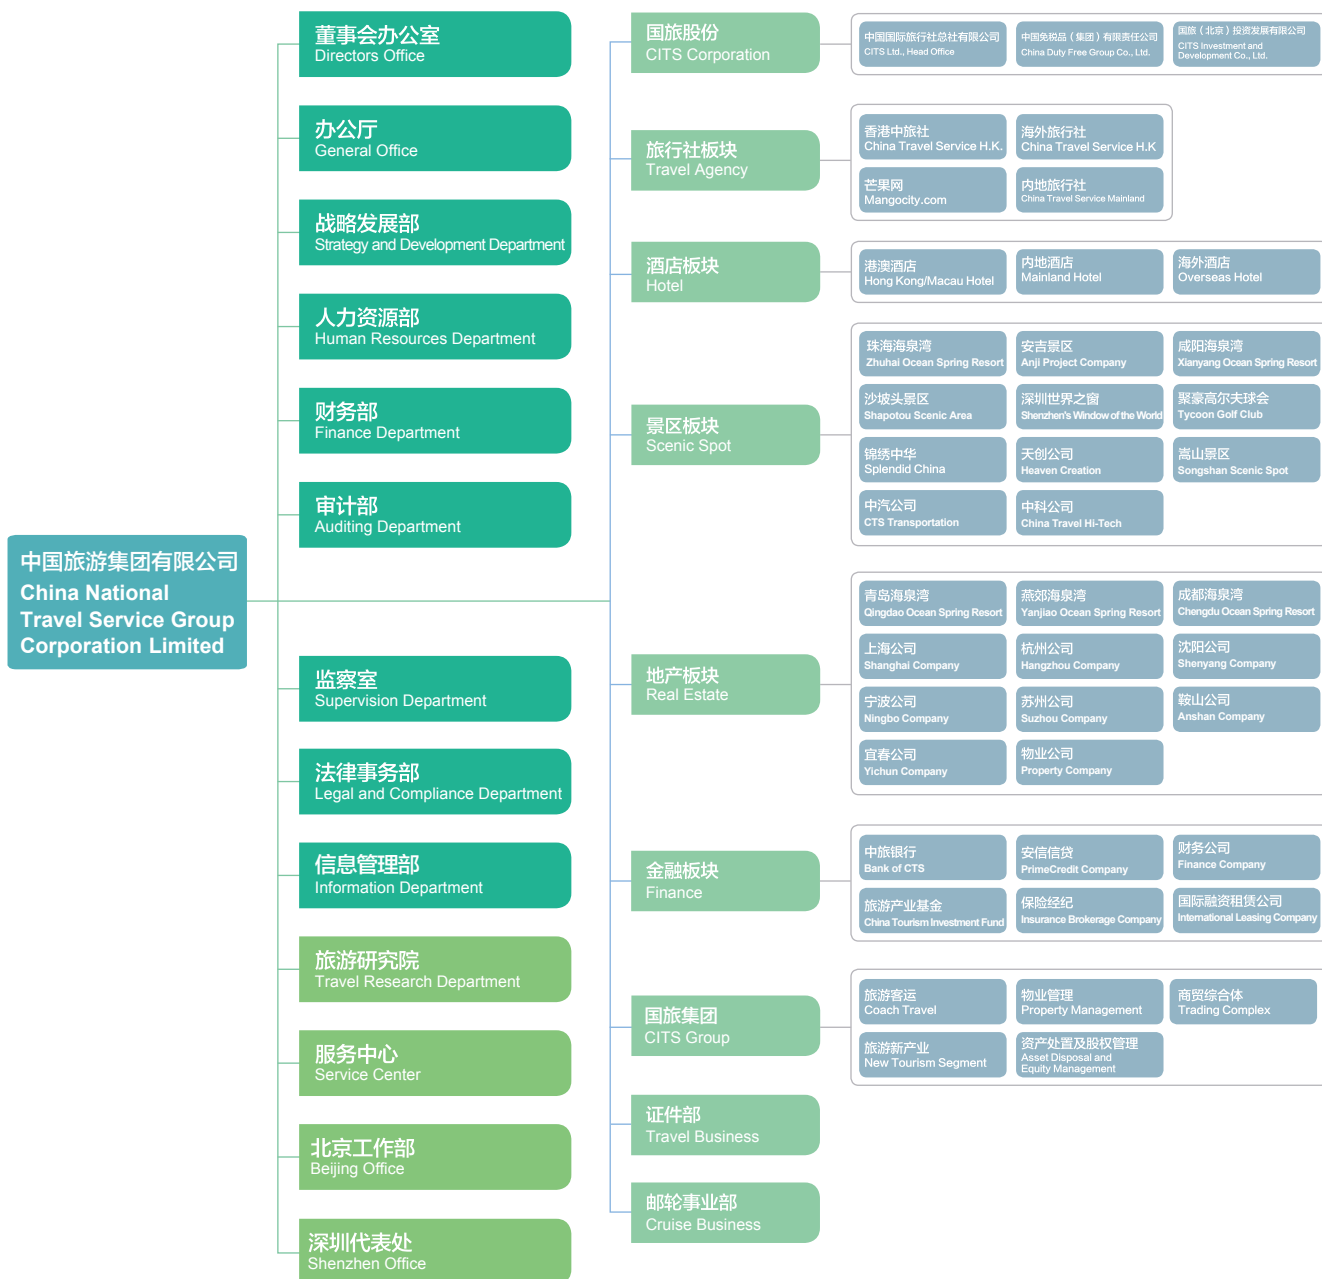 中国旅游集团有限公司
China National
Travel Service Group
Corporation Limited
董事会办公室
Directors Office
办公厅
General Office
战略发展部
Strategy and Development Department
人力资源部
Human Resources Department
财务部
Finance Department
审计部
Auditing Department
监察室
Supervision Department
法律事务部
Legal and Compliance Department
信息管理部
Information Department
旅游研究院
Travel Research Department
服务中心
Service Center
北京工作部
Beijing Office
深圳代表处
Shenzhen Office
国旅股份
CITS Corporation
中国国际旅行社总社有限公司
CITS Ltd., Head Office
中国免税品（集团）有限责任公司
China Duty Free Group Co., Ltd.
国旅（北京）投资发展有限公司
CITS Investment and
Development Co., Ltd.
旅行社板块
Travel Agency
香港中旅社
China Travel Service H.K.
海外旅行社
China Travel Service H.K
芒果网
Mangocity.com
内地旅行社
China Travel Service Mainland
酒店板块
Hotel
港澳酒店
Hong Kong/Macau Hotel
内地酒店
Mainland Hotel
海外酒店
Overseas Hotel
景区板块
Scenic Spot
珠海海泉湾
Zhuhai Ocean Spring Resort
安吉景区
Anji Project Company
咸阳海泉湾
Xianyang Ocean Spring Resort
沙坡头景区
Shapotou Scenic Area
深圳世界之窗
Shenzhen's Window of the World
聚豪高尔夫球会
Tycoon Golf Club
锦绣中华
Splendid China
天创公司
Heaven Creation
嵩山景区
Songshan Scenic Spot
中汽公司
CTS Transportation
中科公司
China Travel Hi-Tech
地产板块
Real Estate
青岛海泉湾
Qingdao Ocean Spring Resort
燕郊海泉湾
Yanjiao Ocean Spring Resort
成都海泉湾
Chengdu Ocean Spring Resort
上海公司
Shanghai Company
杭州公司
Hangzhou Company
沈阳公司
Shenyang Company
宁波公司
Ningbo Company
苏州公司
Suzhou Company
鞍山公司
Anshan Company
宜春公司
Yichun Company
物业公司
Property Company
金融板块
Finance
中旅银行
Bank of CTS
安信信贷
PrimeCredit Company
财务公司
Finance Company
旅游产业基金
China Tourism Investment Fund
保险经纪
Insurance Brokerage Company
国际融资租赁公司
International Leasing Company
国旅集团
CITS Group
旅游客运
Coach Travel
物业管理
Property Management
商贸综合体
Trading Complex
旅游新产业
New Tourism Segment
资产处置及股权管理
Asset Disposal and
Equity Management
证件部
Travel Business
邮轮事业部
Cruise Business